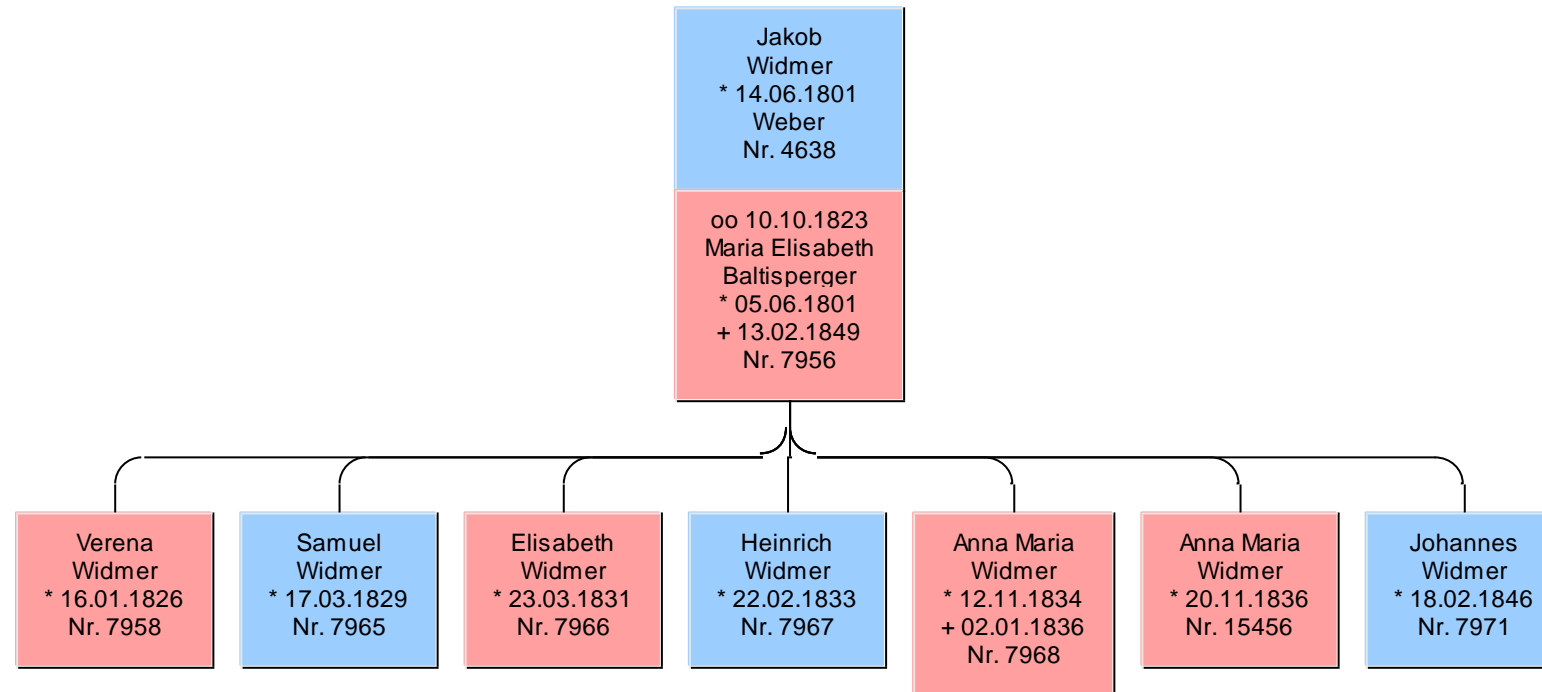 Jakob
Widmer
* 14.06.1801
Weber
Nr. 4638
oo 10.10.1823
Maria Elisabeth
Baltisperger
* 05.06.1801
+ 13.02.1849
Nr. 7956
Verena
Widmer
* 16.01.1826
Nr. 7958
Samuel
Widmer
* 17.03.1829
Nr. 7965
Elisabeth
Widmer
* 23.03.1831
Nr. 7966
Heinrich
Widmer
* 22.02.1833
Nr. 7967
Anna Maria
Widmer
* 12.11.1834
+ 02.01.1836
Nr. 7968
Anna Maria
Widmer
* 20.11.1836
Nr. 15456
Johannes
Widmer
* 18.02.1846
Nr. 7971